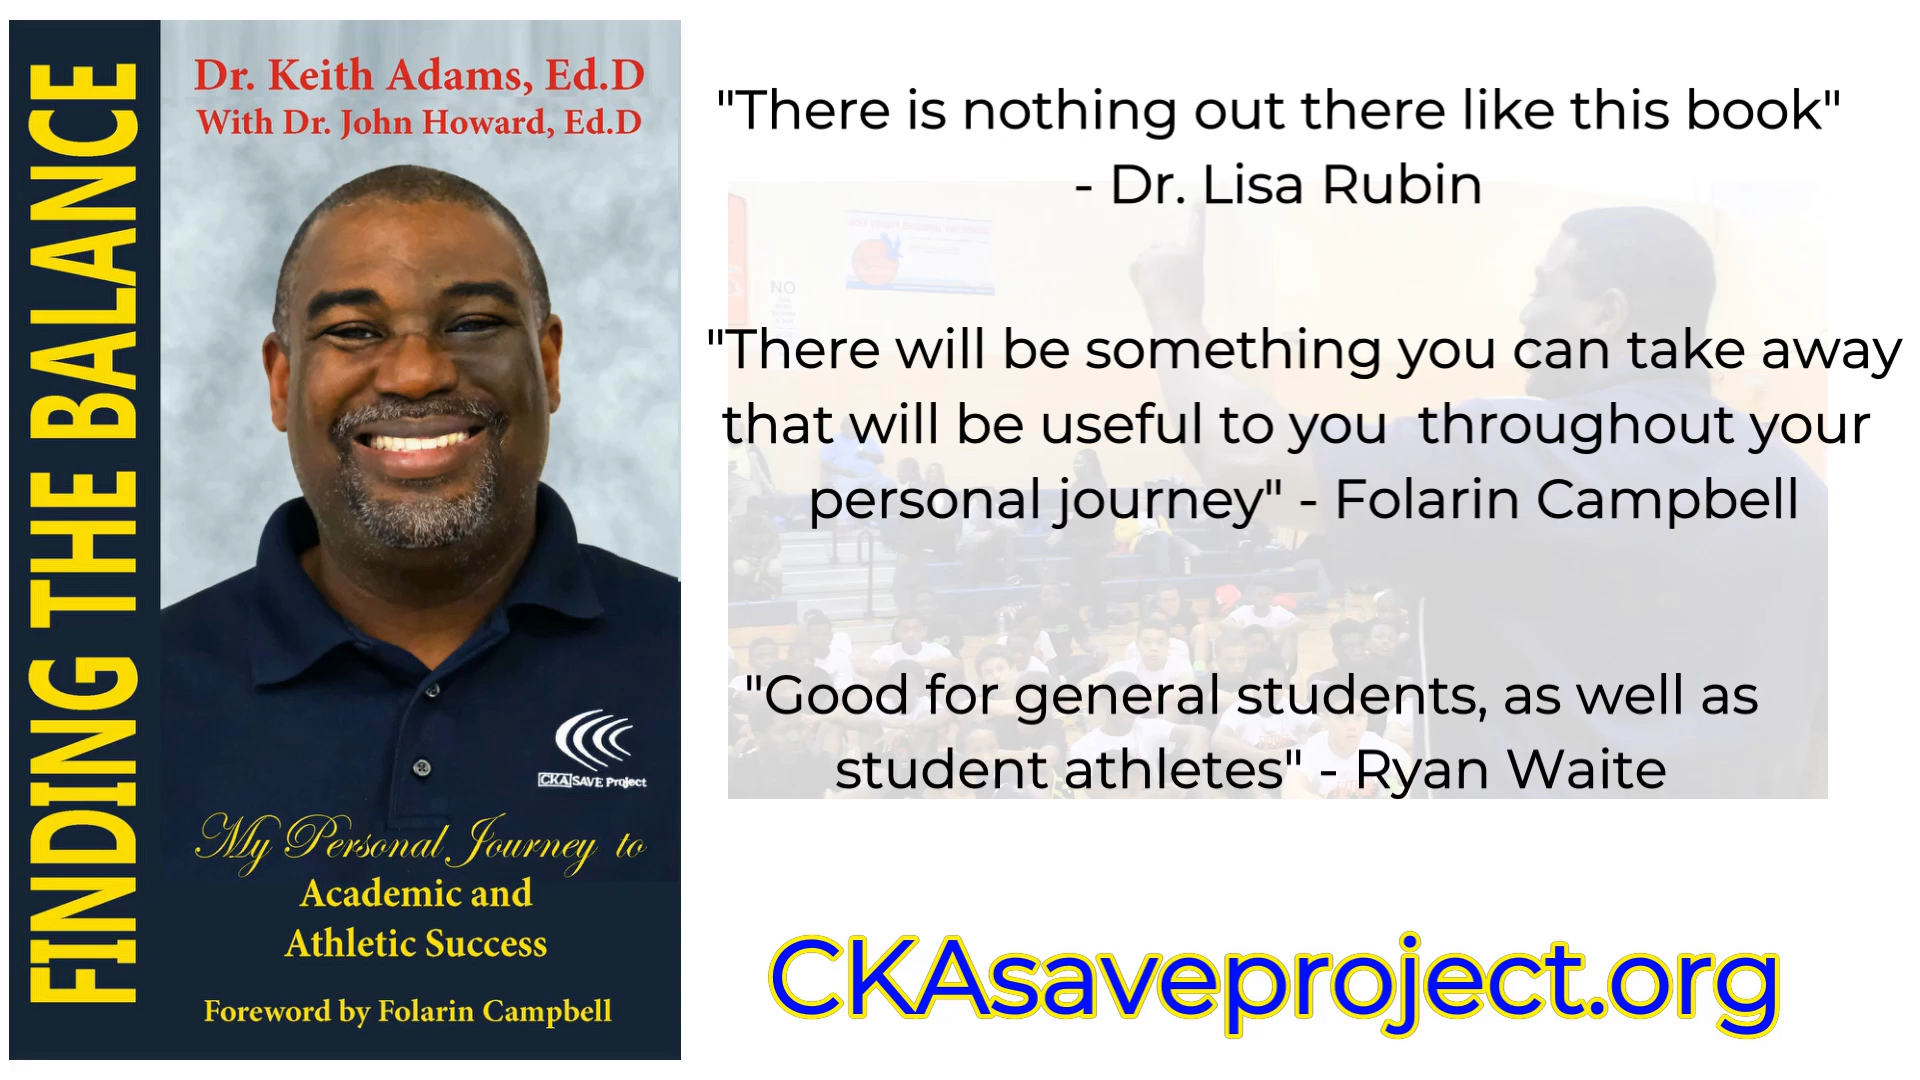 FINDING THE BALANCE
Dr. Keith Adams, Ed.D
With Dr. John Howard, Ed.D
CKA SAVE Project
My Personal Journey to
Academic and
Athletic Success
Foreword by Folarin Campbell
"There is nothing out there like this book"
- Dr. Lisa Rubin
NO
"There will be something you can take away
that will be useful to you throughout your
personal journey" - Folarin Campbell
"Good for general students, as well as
student athletes" - Ryan Waite
CKAsaveproject.org